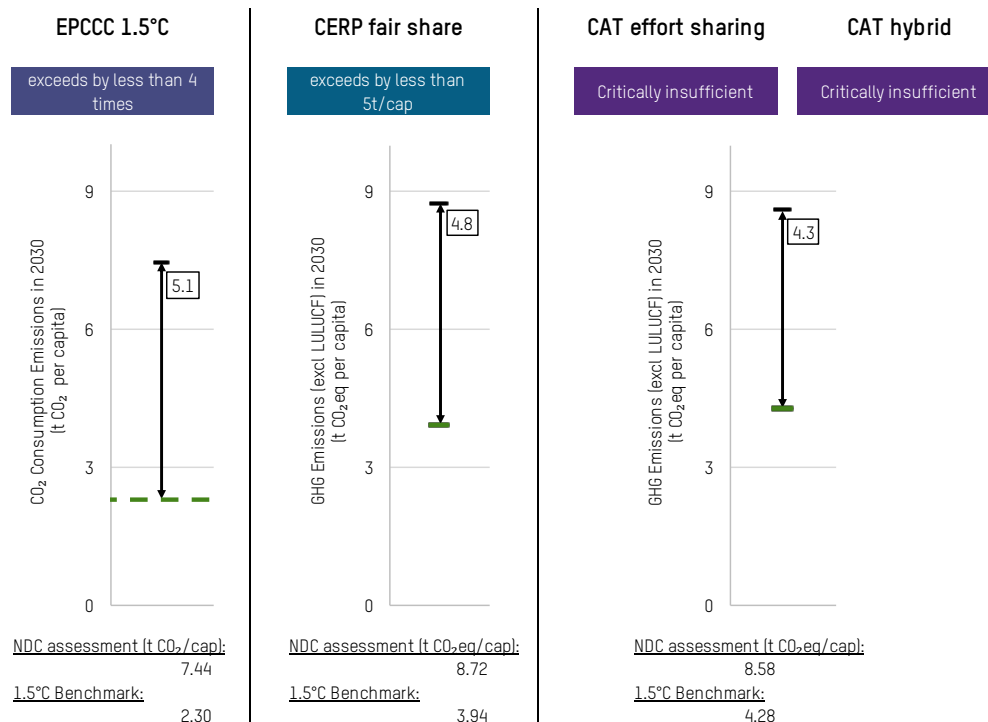 EPCCC 1.5°C
exceeds by less than 4
times
9
6
3
0
CO₂ Consumption Emissions in 2030
(t CO₂ per capita)
5.1
NDC assessment (t CO₂/cap):
7.44
1.5°C Benchmark:
2.30
CERP fair share
exceeds by less than
5t/cap
9
6
3
0
GHG Emissions (excl LULUCF) in 2030
(t CO₂eq per capita)
4.8
NDC assessment (t CO₂eq/cap):
8.72
1.5°C Benchmark:
3.94
CAT effort sharing
CAT hybrid
Critically insufficient
Critically insufficient
9
6
3
0
GHG Emissions (excl LULUCF) in 2030
(t CO₂eq per capita)
4.3
NDC assessment (t CO₂eq/cap):
8.58
1.5°C Benchmark:
4.28